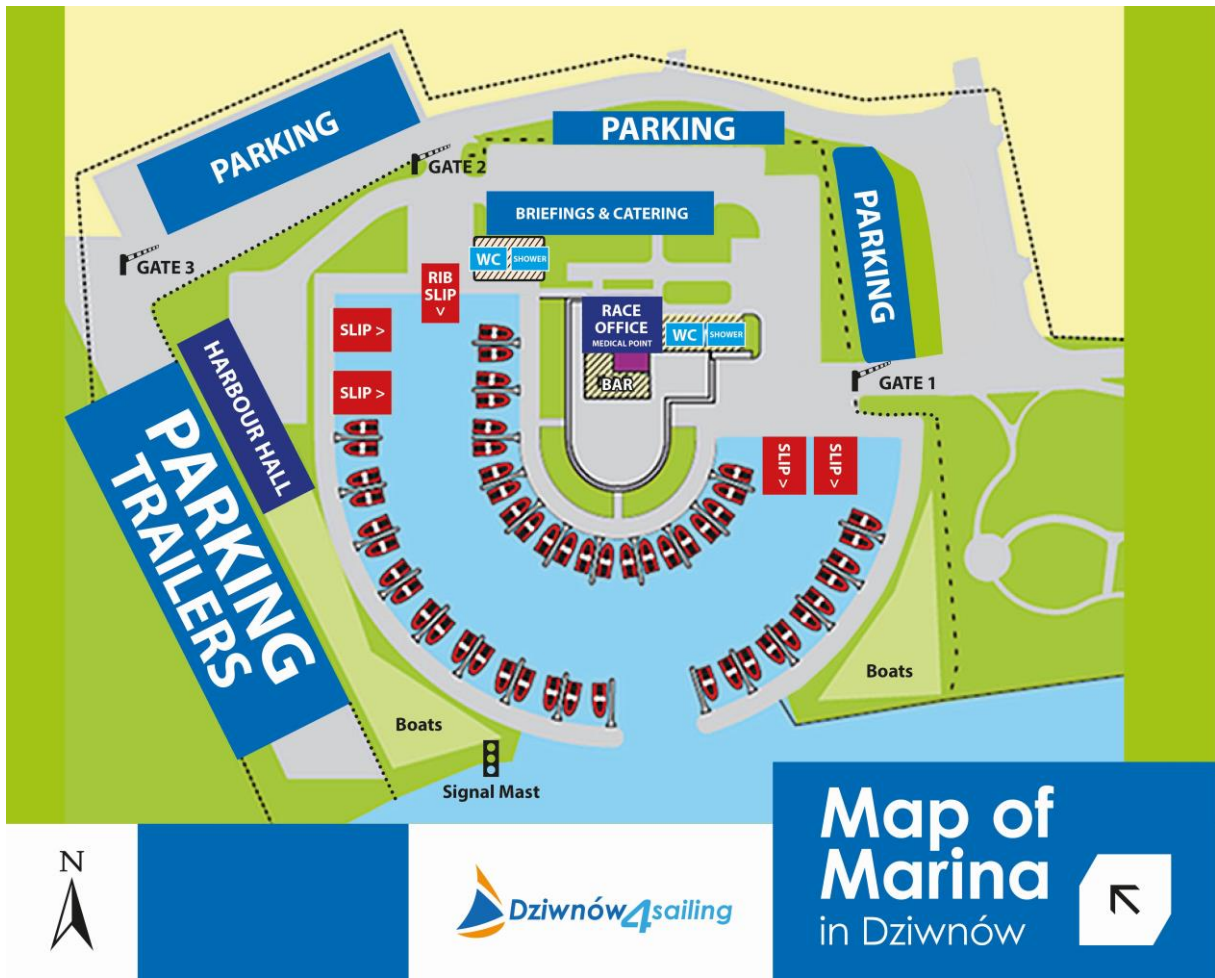 PARKING
PARKING
GATE 2
PARKING
BRIEFINGS & CATERING
WC SHOWER
GATE 3
RIB
SLIP
>
RACE
OFFICE
MEDICAL POINT
WC SHOWER
SLIP >
SLIP >
BAR
GATE 1
HARBOUR HALL
PARKING
TRAILERS
SLIP >
SLIP >
Boats
Boats
Signal Mast
N
Dziwnów4sailing
Map of
Marina
in Dziwnów